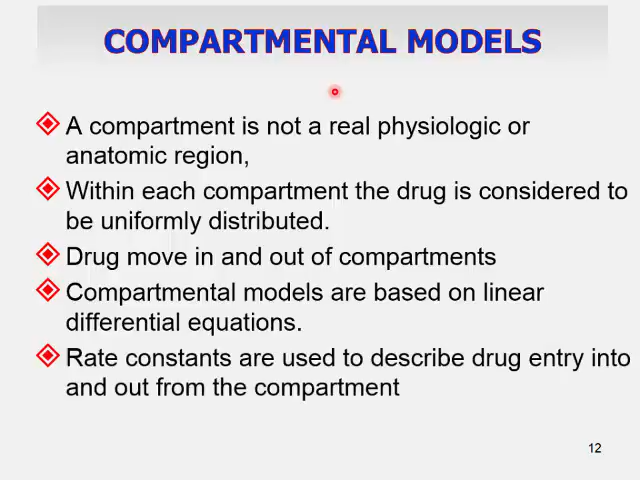 COMPARTMENTAL MODELS
A compartment is not a real physiologic or
anatomic region,
Within each compartment the drug is considered to
be uniformly distributed.
Drug move in and out of compartments
Compartmental models are based on linear
differential equations.
Rate constants are used to describe drug entry into
and out from the compartment
12